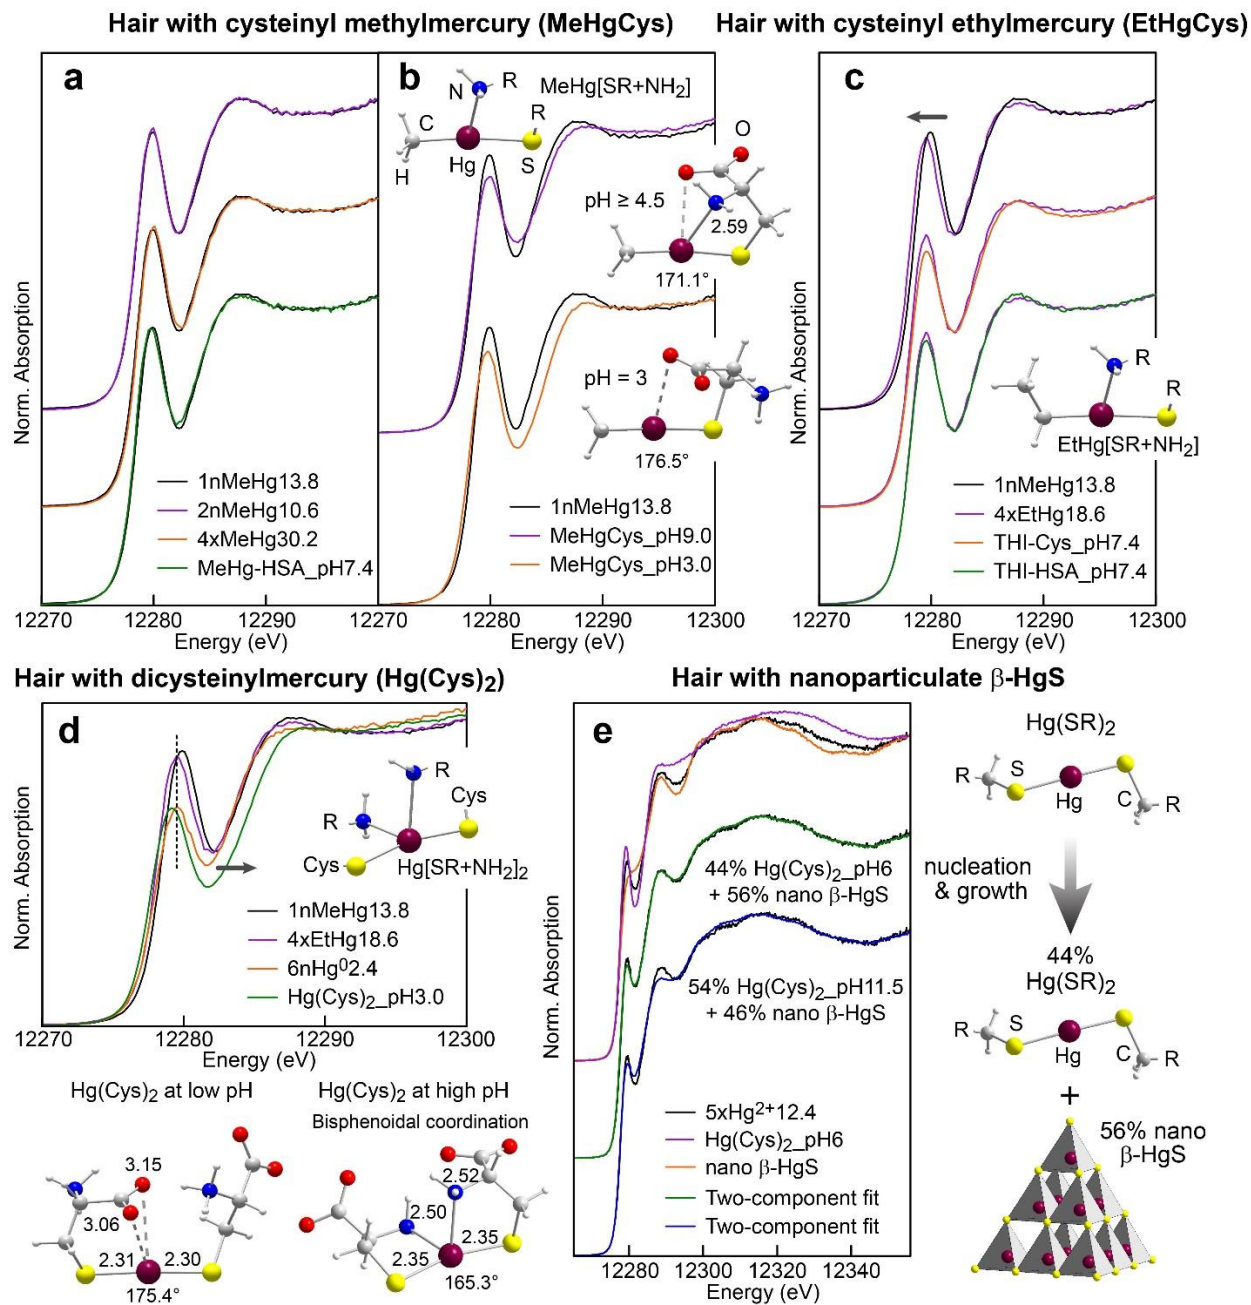 Hair with cysteinyl methylmercury (MeHgCys)
Hair with cysteinyl ethylmercury (EtHgCys)
a
Norm. Absorption
1nMeHg13.8
2nMeHg10.6
4xMeHg30.2
MeHg-HSA_pH7.4
12270 12280 12290
Energy (eV)
b
MeHg[SR+NH₂]
N R
C R
H Hg S
O
pH ≥ 4.5
2.59
171.1°
pH = 3
176.5°
1nMeHg13.8
MeHgCys_pH9.0
MeHgCys_pH3.0
12270 12280 12290 12300
Energy (eV)
c
Norm. Absorption
R
R
EtHg[SR+NH₂]
1nMeHg13.8
4xEtHg18.6
THI-Cys_pH7.4
THI-HSA_pH7.4
12270 12280 12290 12300
Energy (eV)
Hair with dicysteinylmercury (Hg(Cys)₂)
d
Norm. Absorption
R
Cys
R
Cys
Hg[SR+NH₂]₂
1nMeHg13.8
4xEtHg18.6
6nHg⁰2.4
Hg(Cys)₂_pH3.0
12270 12280 12290 12300
Energy (eV)
Hg(Cys)₂ at low pH
3.15
3.06
2.31 2.30
175.4°
Hg(Cys)₂ at high pH
Bisphenoidal coordination
2.52
2.50
2.35 2.35
165.3°
Hair with nanoparticulate β-HgS
e
Norm. Absorption
44% Hg(Cys)₂_pH6
+ 56% nano β-HgS
54% Hg(Cys)₂_pH11.5
+ 46% nano β-HgS
5xHg²⁺12.4
Hg(Cys)₂_pH6
nano β-HgS
Two-component fit
Two-component fit
12280 12300 12320 12340
Energy (eV)
Hg(SR)₂
R S
Hg C R
nucleation
& growth
44%
Hg(SR)₂
R S
Hg C R
+
56% nano
β-HgS